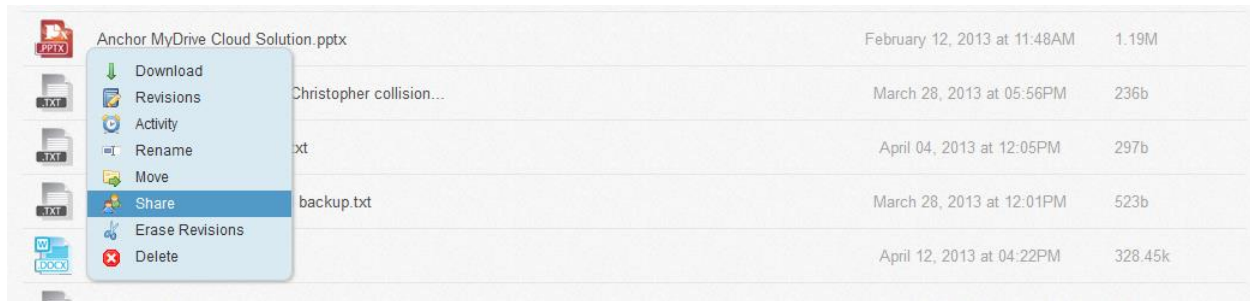 PPTX
Anchor MyDrive Cloud Solution.pptx February 12, 2013 at 11:48AM 1.19M
Download
Revisions
.TXT Christopher collision... March 28, 2013 at 05:56PM 236b
Activity
Rename
.TXT xt April 04, 2013 at 12:05PM 297b
Move
Share
.TXT backup.txt March 28, 2013 at 12:01PM 523b
Erase Revisions
W
Delete
.DOCX April 12, 2013 at 04:22PM 328.45k